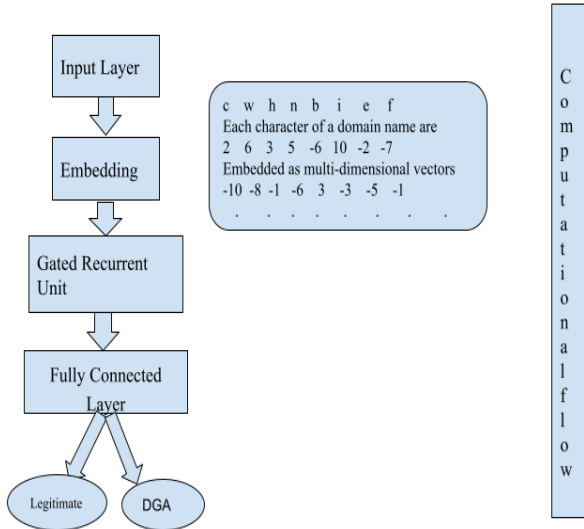 Input Layer
Embedding
Gated Recurrent
Unit
Fully Connected
Layer
Legitimate
DGA
c w h n b i e f
Each character of a domain name are
2 6 3 5 -6 10 -2 -7
Embedded as multi-dimensional vectors
-10 -8 -1 -6 3 -3 -5 -1
. . . . . . . .
C
o
m
p
u
t
a
t
i
o
n
a
l
f
l
o
w